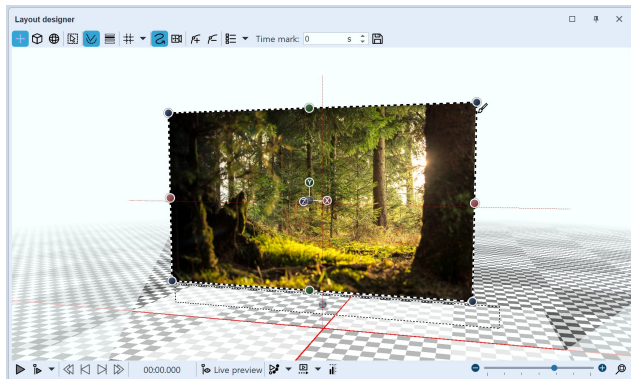 Layout designer
Time mark: 0 s
Y
Z X
00:00.000 Live preview